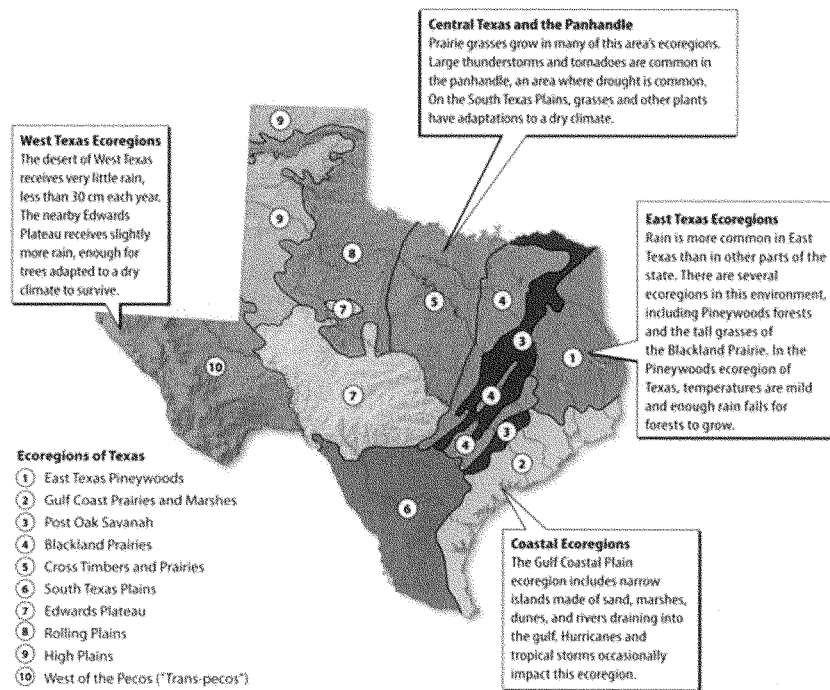 Central Texas and the Panhandle
Prairie grasses grow in many of this area's ecoregions.
Large thunderstorms and tornadoes are common in
the panhandle, an area where drought is common.
On the South Texas Plains, grasses and other plants
have adaptations to a dry climate.
West Texas Ecoregions
The desert of West Texas
receives very little rain,
less than 30 cm each year.
The nearby Edwards
Plateau receives slightly
more rain, enough for
trees adapted to a dry
climate to survive.
East Texas Ecoregions
Rain is more common in East
Texas than in other parts of the
state. There are several
ecoregions in this environment,
including Pineywoods forests
and the tall grasses of
the Blackland Prairie. In the
Pineywoods ecoregion of
Texas, temperatures are mild
and enough rain falls for
forests to grow.
9
9
8
7
5
4
3
1
10
7
4
4
3
2
6
Ecoregions of Texas
1 East Texas Pineywoods
2 Gulf Coast Prairies and Marshes
3 Post Oak Savanah
4 Blackland Prairies
5 Cross Timbers and Prairies
6 South Texas Plains
7 Edwards Plateau
8 Rolling Plains
9 High Plains
10 West of the Pecos ("Trans-pecos")
Coastal Ecoregions
The Gulf Coastal Plain
ecoregion includes narrow
islands made of sand, marshes,
dunes, and rivers draining into
the gulf. Hurricanes and
tropical storms occasionally
impact this ecoregion.